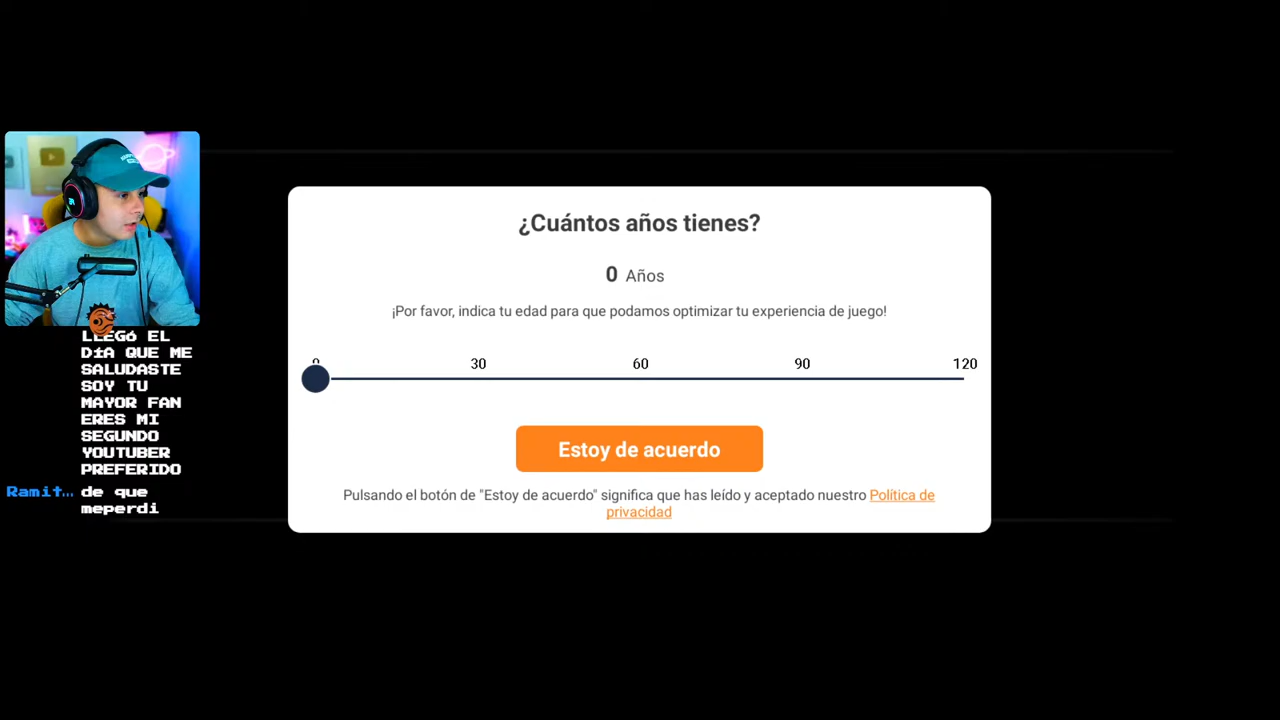 ¿Cuántos años tienes?
0 Años
¡Por favor, indica tu edad para que podamos optimizar tu experiencia de juego!
0 30 60 90 120
Estoy de acuerdo
Pulsando el botón de "Estoy de acuerdo" significa que has leído y aceptado nuestro Política de
privacidad
LLEGó EL
DíA QUE ME
SALUDASTE
SOY TU
MAYOR FAN
ERES MI
SEGUNDO
YOUTUBER
PREFERIDO
Ramit… de que
meperdi